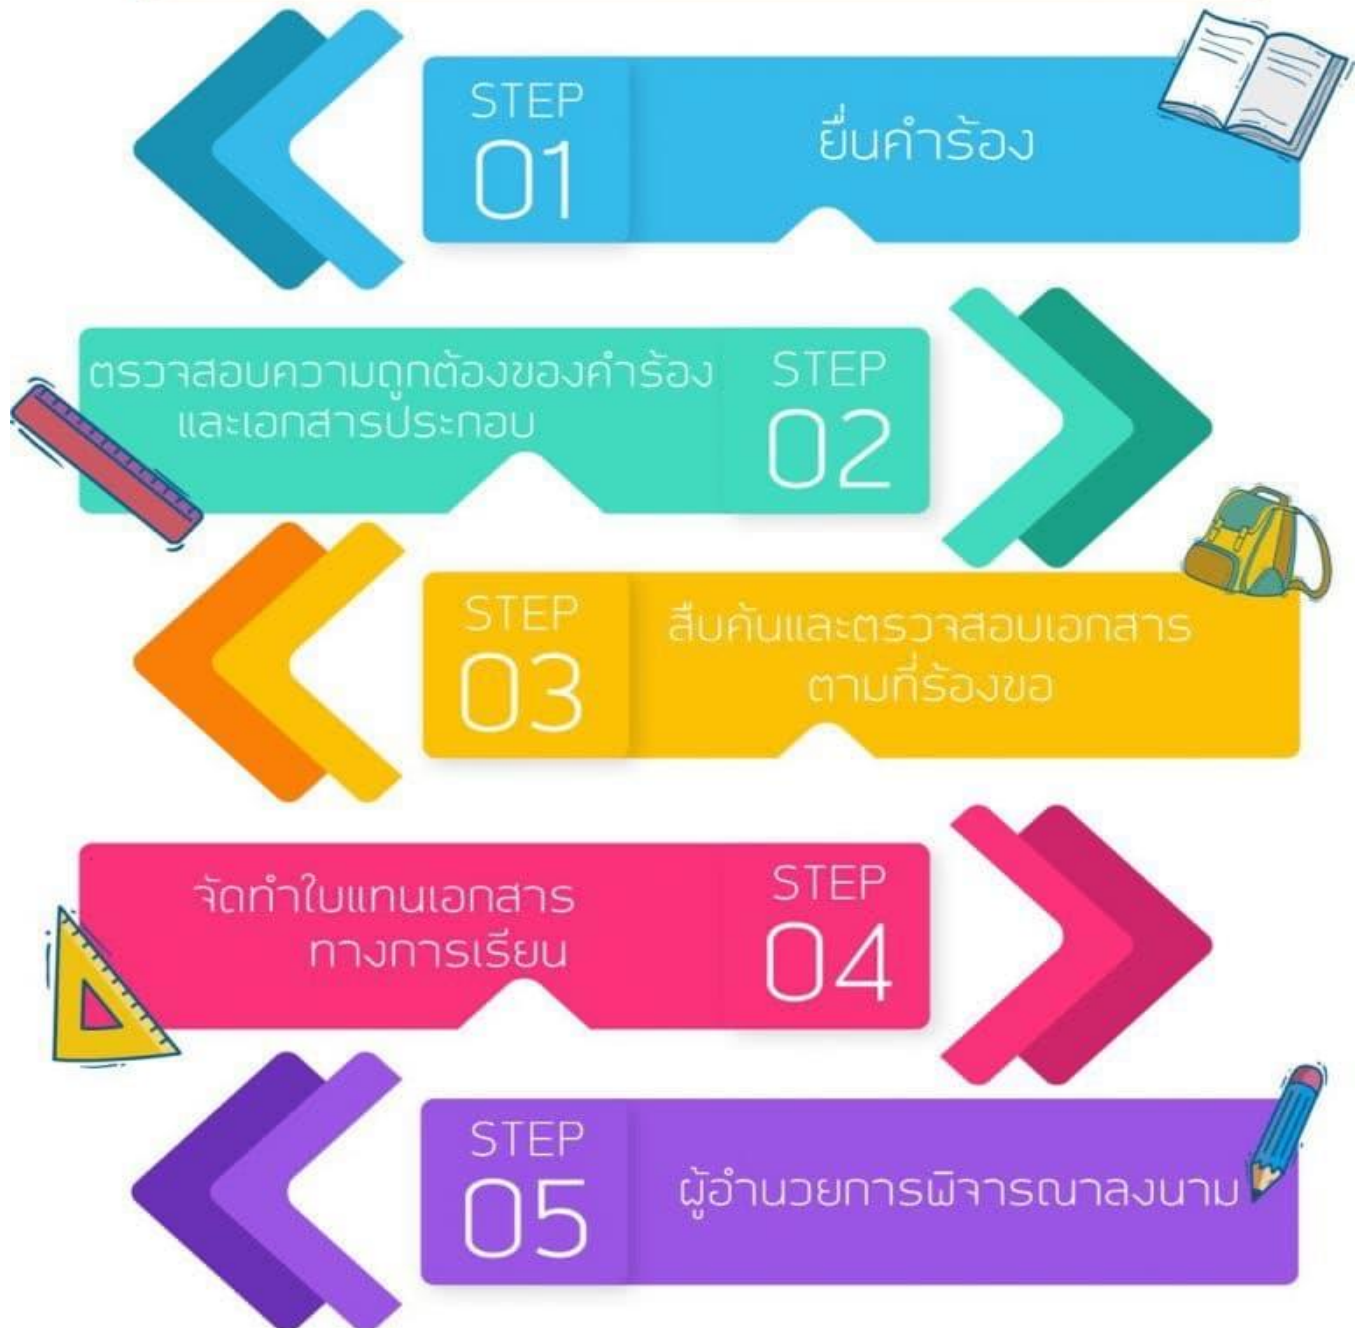 STEP
01
ยื่นคำร้อง
ตรวจสอบความถูกต้องของคำร้อง
และเอกสารประกอบ
STEP
02
STEP
03
สืบค้นและตรวจสอบเอกสาร
ตามที่ร้องขอ
จัดทำใบแทนเอกสาร
ทางการเรียน
STEP
04
STEP
05
ผู้อำนวยการพิจารณาลงนาม